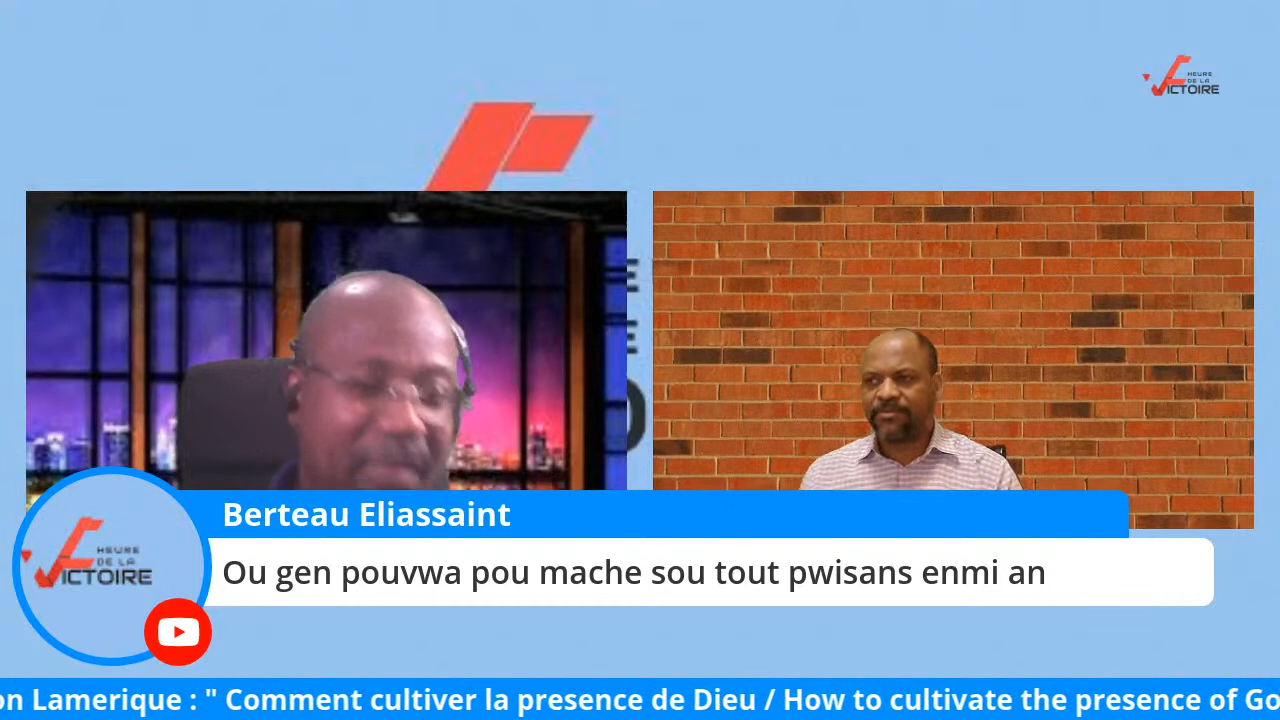 HEURE
DE LA
VICTOIRE
Berteau Eliassaint
HEURE
DE LA
VICTOIRE
Ou gen pouvwa pou mache sou tout pwisans enmi an
on Lamerique : " Comment cultiver la presence de Dieu / How to cultivate the presence of Go